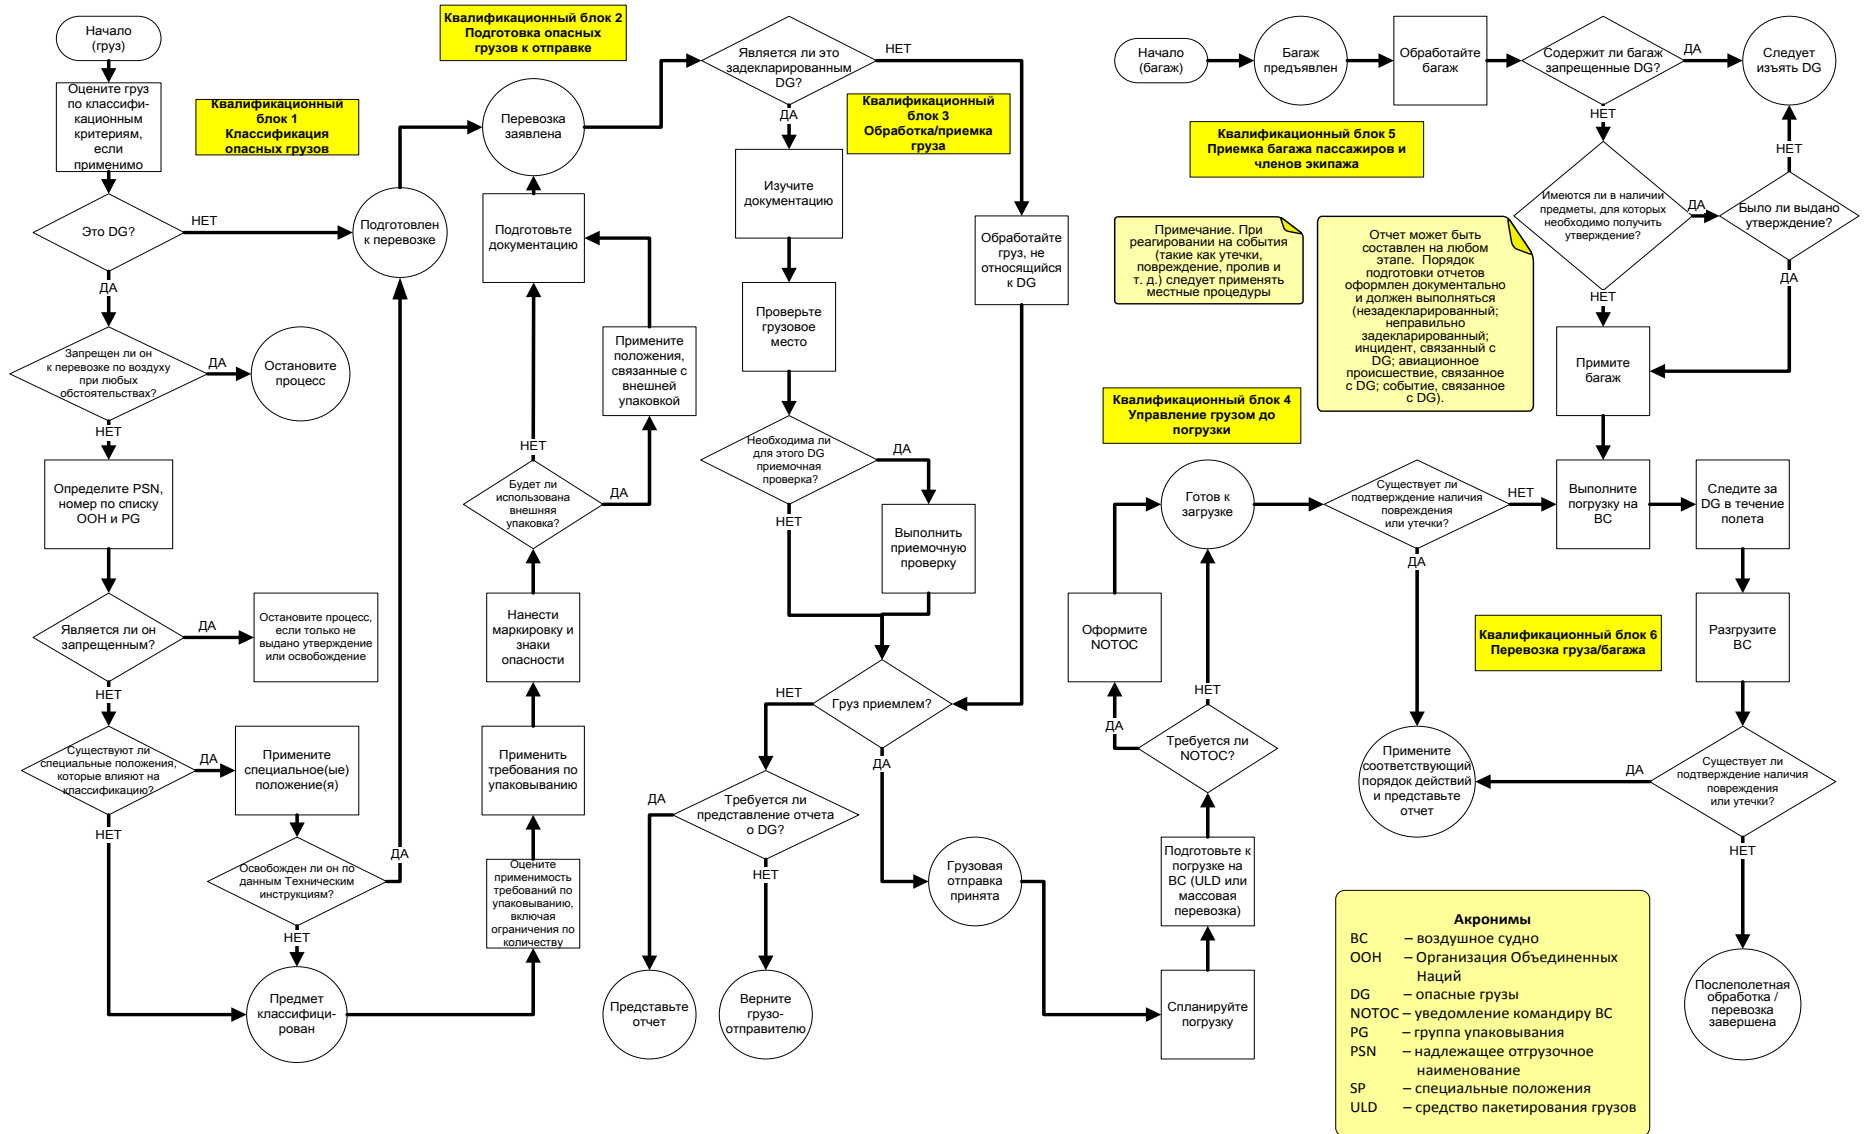 Начало
(груз)
Оцените груз
по классифи-
кационным
критериям,
если
применимо
Квалификационный
блок 1
Классификация
опасных грузов
Это DG?
НЕТ
ДА
Подготовлен
к перевозке
Запрещен ли он
к перевозке по воздуху
при любых
обстоятельствах?
ДА
НЕТ
Остановите
процесс
Определите PSN,
номер по списку
ООН и PG
Является ли он
запрещенным?
ДА
НЕТ
Остановите процесс,
если только не
выдано утверждение
или освобождение
Существуют ли
специальные положения,
которые влияют на
классификацию?
ДА
НЕТ
Примените
специальное(ые)
положение(я)
Освобожден ли он по
данным Техническим
инструкциям?
ДА
НЕТ
Предмет
классифици-
рован
Квалификационный блок 2
Подготовка опасных
грузов к отправке
Перевозка
заявлена
Подготовьте
документацию
Примените
положения,
связанные с
внешней
упаковкой
НЕТ
Будет ли
использована
внешняя
упаковка?
ДА
Нанести
маркировку и
знаки
опасности
Применить
требования по
упаковыванию
Оцените
применимость
требований по
упаковыванию,
включая
ограничения по
количеству
Является ли это
задекларированным
DG?
НЕТ
ДА
Квалификационный
блок 3
Обработка/приемка
груза
Изучите
документацию
Обработайте
груз, не
относящийся
к DG
Проверьте
грузовое
место
Необходима ли
для этого DG
приемочная
проверка?
ДА
НЕТ
Выполнить
приемочную
проверку
Груз приемлем?
НЕТ
ДА
Требуется ли
представление отчета
о DG?
ДА
НЕТ
Представьте
отчет
Верните
грузо-
отправителю
Грузовая
отправка
принята
Квалификационный блок 4
Управление грузом до
погрузки
Готов к
загрузке
Оформите
NOTOC
НЕТ
ДА
Требуется ли
NOTOC?
Подготовьте к
погрузке на
ВС (ULD или
массовая
перевозка)
Спланируйте
погрузку
Начало
(багаж)
Багаж
предъявлен
Обработайте
багаж
Содержит ли багаж
запрещенные DG?
ДА
НЕТ
Следует
изъять DG
Квалификационный блок 5
Приемка багажа пассажиров и
членов экипажа
Имеются ли в наличии
предметы, для которых
необходимо получить
утверждение?
ДА
НЕТ
Было ли выдано
утверждение?
НЕТ
ДА
Примечание. При
реагировании на события
(такие как утечки,
повреждение, пролив и
т. д.) следует применять
местные процедуры
Отчет может быть
составлен на любом
этапе. Порядок
подготовки отчетов
оформлен документально
и должен выполняться
(незадекларированный;
неправильно
задекларированный;
инцидент, связанный с
DG; авиационное
происшествие, связанное
с DG; событие, связанное
с DG).
Примите
багаж
Существует ли
подтверждение наличия
повреждения
или утечки?
НЕТ
ДА
Выполните
погрузку на
ВС
Следите за
DG в течение
полета
Квалификационный блок 6
Перевозка груза/багажа
Разгрузите
ВС
Примените
соответствующий
порядок действий
и представьте
отчет
ДА
Существует ли
подтверждение наличия
повреждения
или утечки?
НЕТ
Послеполетная
обработка /
перевозка
завершена
Акронимы
ВС – воздушное судно
ООН – Организация Объединенных
Наций
DG – опасные грузы
NOTOC – уведомление командиру ВС
PG – группа упаковывания
PSN – надлежащее отгрузочное
наименование
SP – специальные положения
ULD – средство пакетирования грузов